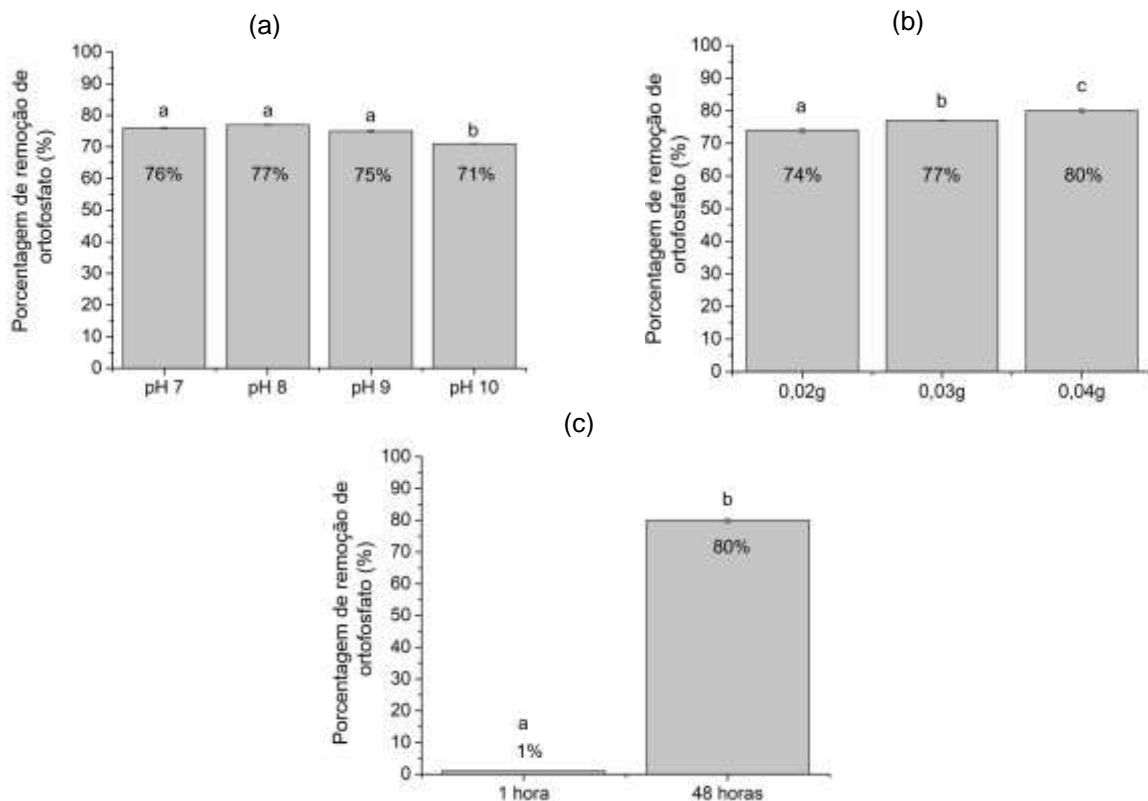 (a)
Porcentagem de remoção de
ortofosfato (%)
100
90
80
70
60
50
40
30
20
10
0
a
a
a
b
76%
77%
75%
71%
pH 7
pH 8
pH 9
pH 10
(b)
Porcentagem de remoção de
ortofosfato (%)
100
90
80
70
60
50
40
30
20
10
0
a
b
c
74%
77%
80%
0,02g
0,03g
0,04g
(c)
Porcentagem de remoção de
ortofosfato (%)
100
90
80
70
60
50
40
30
20
10
0
a
1%
b
80%
1 hora
48 horas